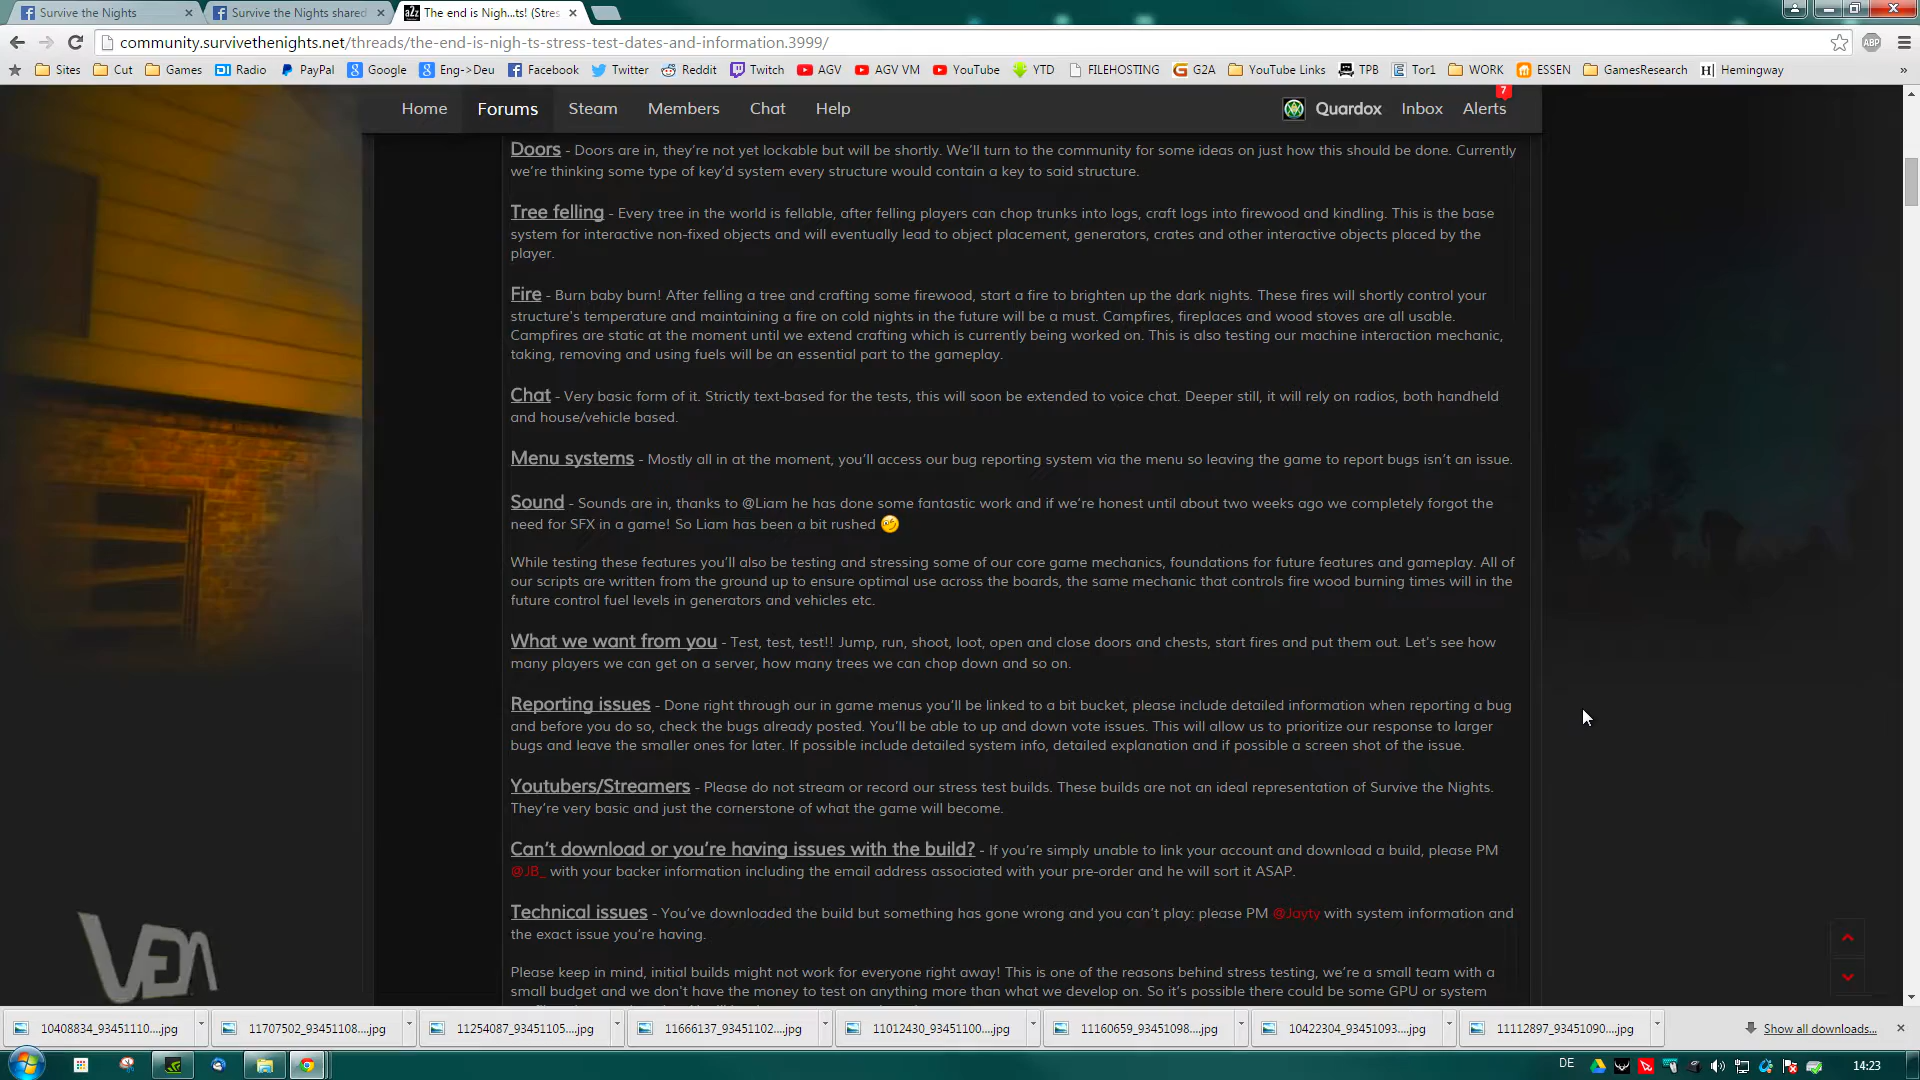 Survive the Nights
Survive the Nights shared
The end is Nigh...ts! (Stres
community.survivethenights.net/threads/the-end-is-nigh-ts-stress-test-dates-and-information.3999/
ABP
Sites Cut Games Radio PayPal Google Eng->Deu Facebook Twitter Reddit Twitch AGV AGV VM YouTube YTD FILEHOSTING G2A YouTube Links TPB Tor1 WORK ESSEN GamesResearch Hemingway »
Home Forums Steam Members Chat Help Quardox Inbox Alerts 7
Doors - Doors are in, they're not yet lockable but will be shortly. We'll turn to the community for some ideas on just how this should be done. Currently
we're thinking some type of key'd system every structure would contain a key to said structure.
Tree felling - Every tree in the world is fellable, after felling players can chop trunks into logs, craft logs into firewood and kindling. This is the base
system for interactive non-fixed objects and will eventually lead to object placement, generators, crates and other interactive objects placed by the
player.
Fire - Burn baby burn! After felling a tree and crafting some firewood, start a fire to brighten up the dark nights. These fires will shortly control your
structure's temperature and maintaining a fire on cold nights in the future will be a must. Campfires, fireplaces and wood stoves are all usable.
Campfires are static at the moment until we extend crafting which is currently being worked on. This is also testing our machine interaction mechanic,
taking, removing and using fuels will be an essential part to the gameplay.
Chat - Very basic form of it. Strictly text-based for the tests, this will soon be extended to voice chat. Deeper still, it will rely on radios, both handheld
and house/vehicle based.
Menu systems - Mostly all in at the moment, you'll access our bug reporting system via the menu so leaving the game to report bugs isn't an issue.
Sound - Sounds are in, thanks to @Liam he has done some fantastic work and if we're honest until about two weeks ago we completely forgot the
need for SFX in a game! So Liam has been a bit rushed
While testing these features you'll also be testing and stressing some of our core game mechanics, foundations for future features and gameplay. All of
our scripts are written from the ground up to ensure optimal use across the boards, the same mechanic that controls fire wood burning times will in the
future control fuel levels in generators and vehicles etc.
What we want from you - Test, test, test!! Jump, run, shoot, loot, open and close doors and chests, start fires and put them out. Let's see how
many players we can get on a server, how many trees we can chop down and so on.
Reporting issues - Done right through our in game menus you'll be linked to a bit bucket, please include detailed information when reporting a bug
and before you do so, check the bugs already posted. You'll be able to up and down vote issues. This will allow us to prioritize our response to larger
bugs and leave the smaller ones for later. If possible include detailed system info, detailed explanation and if possible a screen shot of the issue.
Youtubers/Streamers - Please do not stream or record our stress test builds. These builds are not an ideal representation of Survive the Nights.
They're very basic and just the cornerstone of what the game will become.
Can't download or you're having issues with the build? - If you're simply unable to link your account and download a build, please PM
@JB_ with your backer information including the email address associated with your pre-order and he will sort it ASAP.
Technical issues - You've downloaded the build but something has gone wrong and you can't play: please PM @Jayty with system information and
the exact issue you're having.
Please keep in mind, initial builds might not work for everyone right away! This is one of the reasons behind stress testing, we're a small team with a
small budget and we don't have the money to test on anything more than what we develop on. So it's possible there could be some GPU or system
10408834_93451110....jpg 11707502_93451108....jpg 11254087_93451105....jpg 11666137_93451102....jpg 11012430_93451100....jpg 11160659_93451098....jpg 10422304_93451093....jpg 11112897_93451090....jpg Show all downloads...
DE 14:23